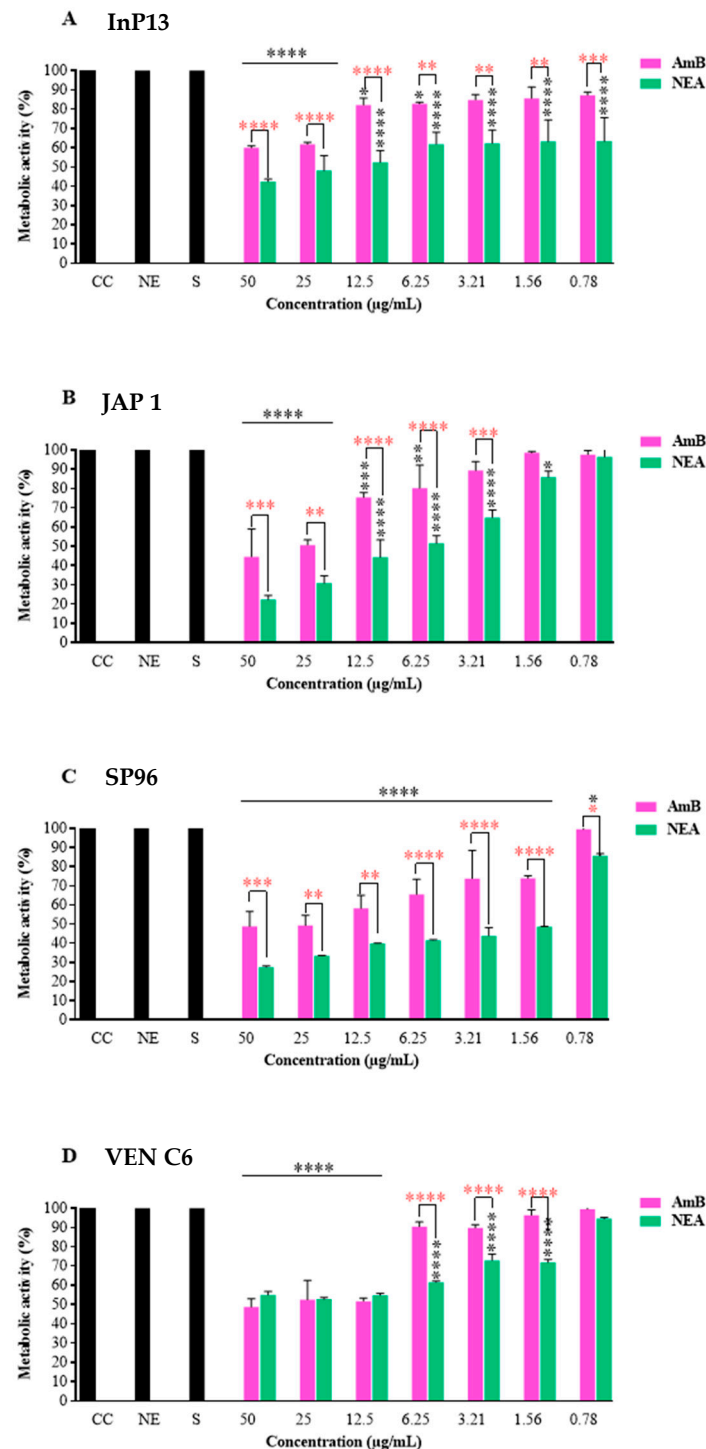 A InP13
****
**** **** **** ** ** ** ***
* * **** **** **** **** ****
AmB
NEA
Metabolic activity (%)
100
90
80
70
60
50
40
30
20
10
0
CC NE S 50 25 12.5 6.25 3.21 1.56 0.78
Concentration (µg/mL)
B JAP 1
****
*** ** **** **** ***
*** **** ** **** **** *
AmB
NEA
Metabolic activity (%)
100
90
80
70
60
50
40
30
20
10
0
CC NE S 50 25 12.5 6.25 3.21 1.56 0.78
Concentration (µg/mL)
C SP96
****
*** ** ** **** **** **** * *
AmB
NEA
Metabolic activity (%)
100
90
80
70
60
50
40
30
20
10
0
CC NE S 50 25 12.5 6.25 3.21 1.56 0.78
Concentration (µg/mL)
D VEN C6
****
**** **** ****
**** **** ****
AmB
NEA
Metabolic activity (%)
100
90
80
70
60
50
40
30
20
10
0
CC NE S 50 25 12.5 6.25 3.21 1.56 0.78
Concentration (µg/mL)